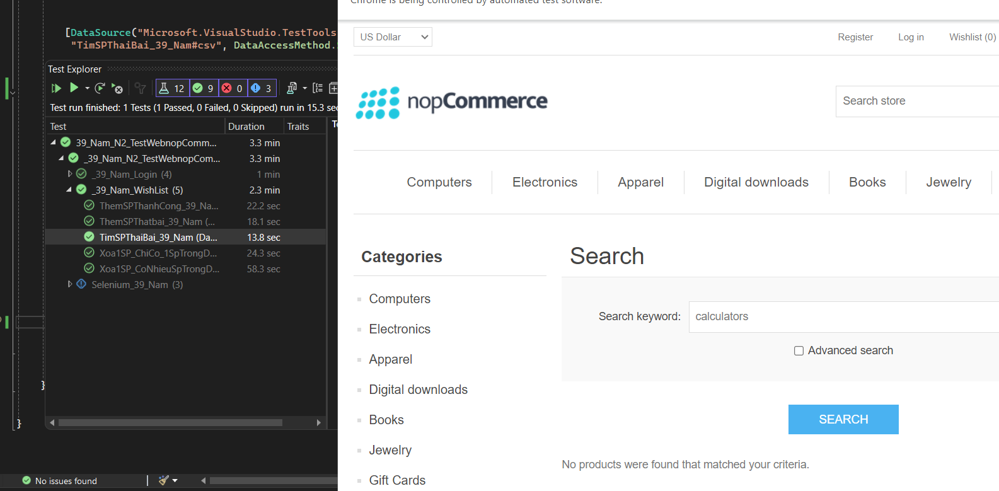 [DataSource("Microsoft.VisualStudio.TestTools
"TimSPThaiBai_39_Nam#csv", DataAccessMethod.
Test Explorer
12
9
0
3
Test run finished: 1 Tests (1 Passed, 0 Failed, 0 Skipped) run in 15.3 sec
Test Duration Traits
39_Nam_N2_TestWebnopComm... 3.3 min
_39_Nam_N2_TestWebnopCom... 3.3 min
_39_Nam_Login (4) 1 min
_39_Nam_WishList (5) 2.3 min
ThemSPThanhCong_39_Na... 22.2 sec
ThemSPThatbai_39_Nam (... 18.1 sec
TimSPThaiBai_39_Nam (Da... 13.8 sec
Xoa1SP_ChiCo_1SpTrongD... 24.3 sec
Xoa1SP_CoNhieuSpTrongD... 58.3 sec
Selenium_39_Nam (3)
}
}
No issues found
Chrome is being controlled by automated test software.
US Dollar
Register Log in Wishlist (0)
nopCommerce
Search store
Computers Electronics Apparel Digital downloads Books Jewelry
Categories
Computers
Electronics
Apparel
Digital downloads
Books
Jewelry
Gift Cards
Search
Search keyword: calculators
Advanced search
SEARCH
No products were found that matched your criteria.